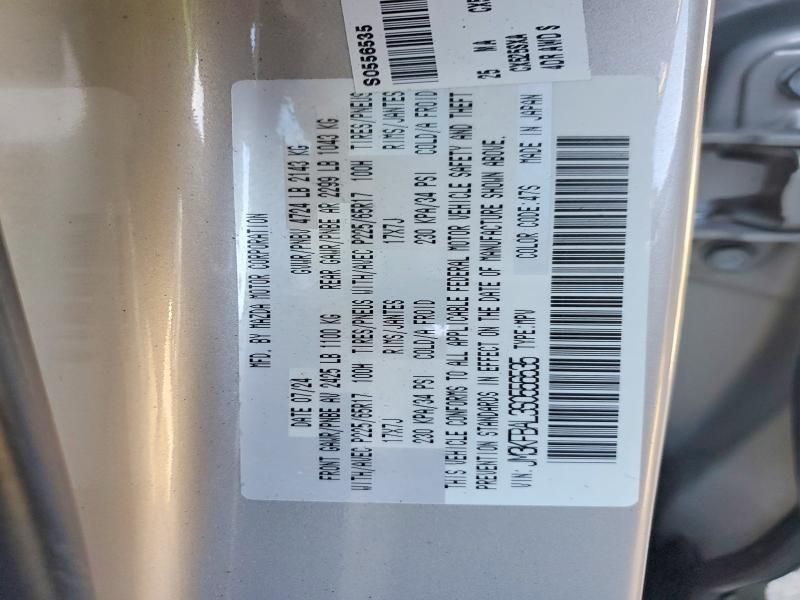 S0556535
25 MA
CX525SXA
4DR AWD S
MFD. BY MAZDA MOTOR CORPORATION
DATE 07/24 GVWR/PNBV 4724 LB 2143 KG
FRONT GAWR/PNBE AV 2425 LB 1100 KG REAR GAWR/PNBE AR 2299 LB 1043 KG
WITH/AVEC P225/65R17 100H TIRES/PNEUS WITH/AVEC P225/65R17 100H TIRES/PNEUS
17X7J RIMS/JANTES 17X7J RIMS/JANTES
230 KPA/34 PSI COLD/A FROID 230 KPA/34 PSI COLD/A FROID
THIS VEHICLE CONFORMS TO ALL APPLICABLE FEDERAL MOTOR VEHICLE SAFETY AND THEFT
PREVENTION STANDARDS IN EFFECT ON THE DATE OF MANUFACTURE SHOWN ABOVE.
VIN: JM3KFBAL3S0556535 TYPE:MPV COLOR CODE:47S MADE IN JAPAN